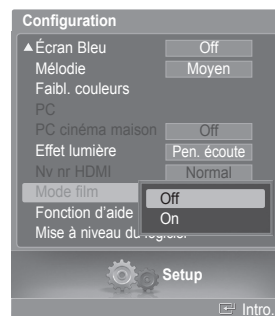 Configuration
▲Écran Bleu Off
Mélodie Moyen
Faibl. couleurs
PC
PC cinéma maison Off
Effet lumière Pen. écoute
Nv nr HDMI Normal
Mode film Off
On
Fonction d'aide
Mise à niveau du logiciel
Setup
Intro.